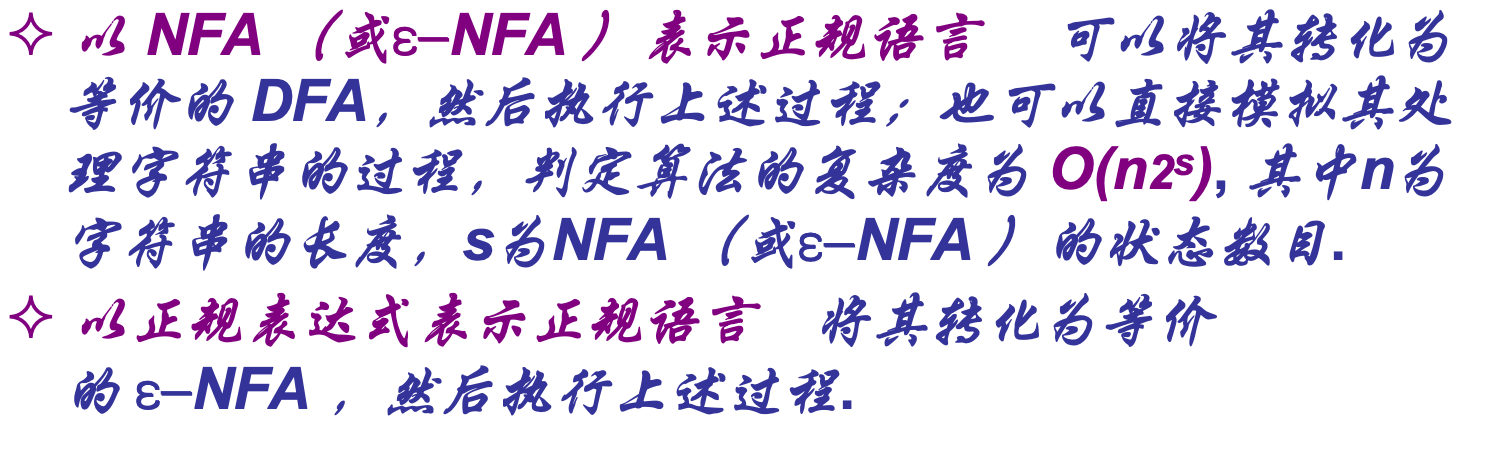 ✧ 以 NFA （或ε–NFA ）表示正规语言 可以将其转化为
等价的 DFA，然后执行上述过程；也可以直接模拟其处
理字符串的过程，判定算法的复杂度为 O(n2ˢ), 其中n为
字符串的长度，s为NFA （或ε–NFA ）的状态数目.
✧ 以正规表达式表示正规语言 将其转化为等价
的 ε–NFA ，然后执行上述过程.